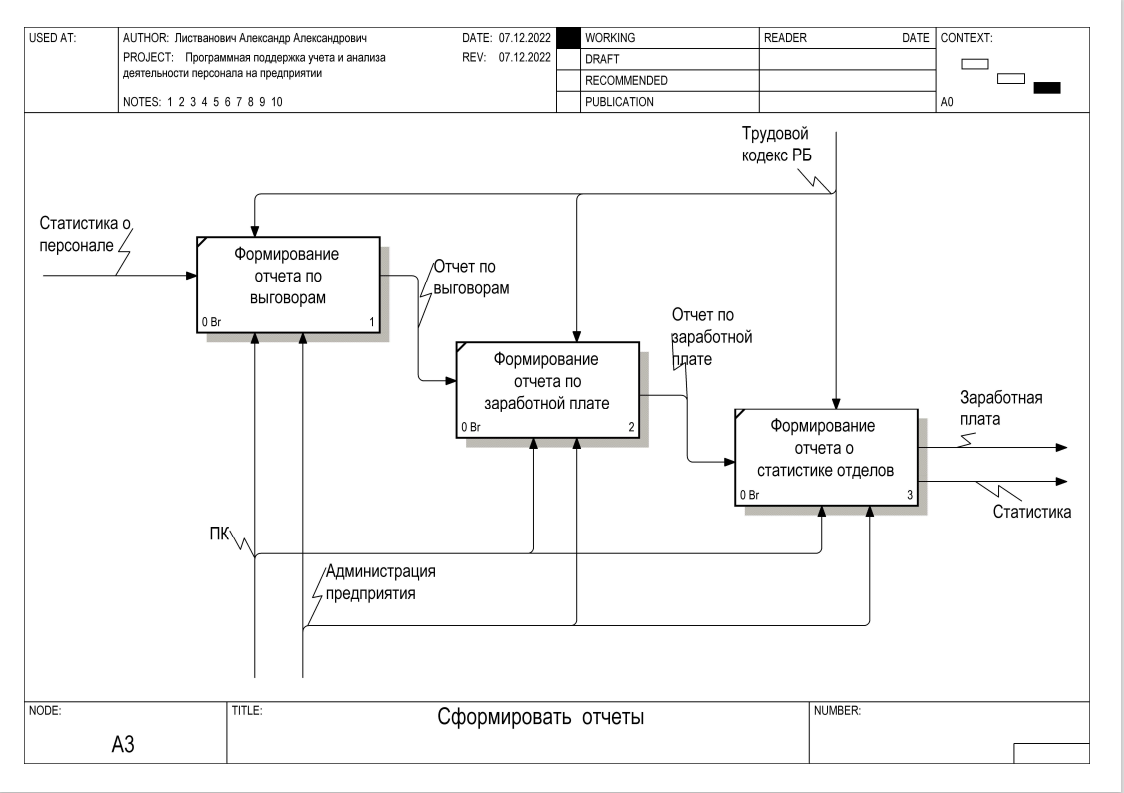 USED AT:
AUTHOR: Листванович Александр Александрович
DATE: 07.12.2022
PROJECT: Программная поддержка учета и анализа
деятельности персонала на предприятии
REV: 07.12.2022
NOTES: 1 2 3 4 5 6 7 8 9 10
WORKING
DRAFT
RECOMMENDED
PUBLICATION
READER
DATE
CONTEXT:
A0
Трудовой
кодекс РБ
Статистика о
персонале
Формирование
отчета по
выговорам
0 Br
1
Отчет по
выговорам
Формирование
отчета по
заработной плате
0 Br
2
Отчет по
заработной
плате
Формирование
отчета о
статистике отделов
0 Br
3
Заработная
плата
Статистика
ПК
Администрация
предприятия
NODE:
A3
TITLE:
Сформировать отчеты
NUMBER: